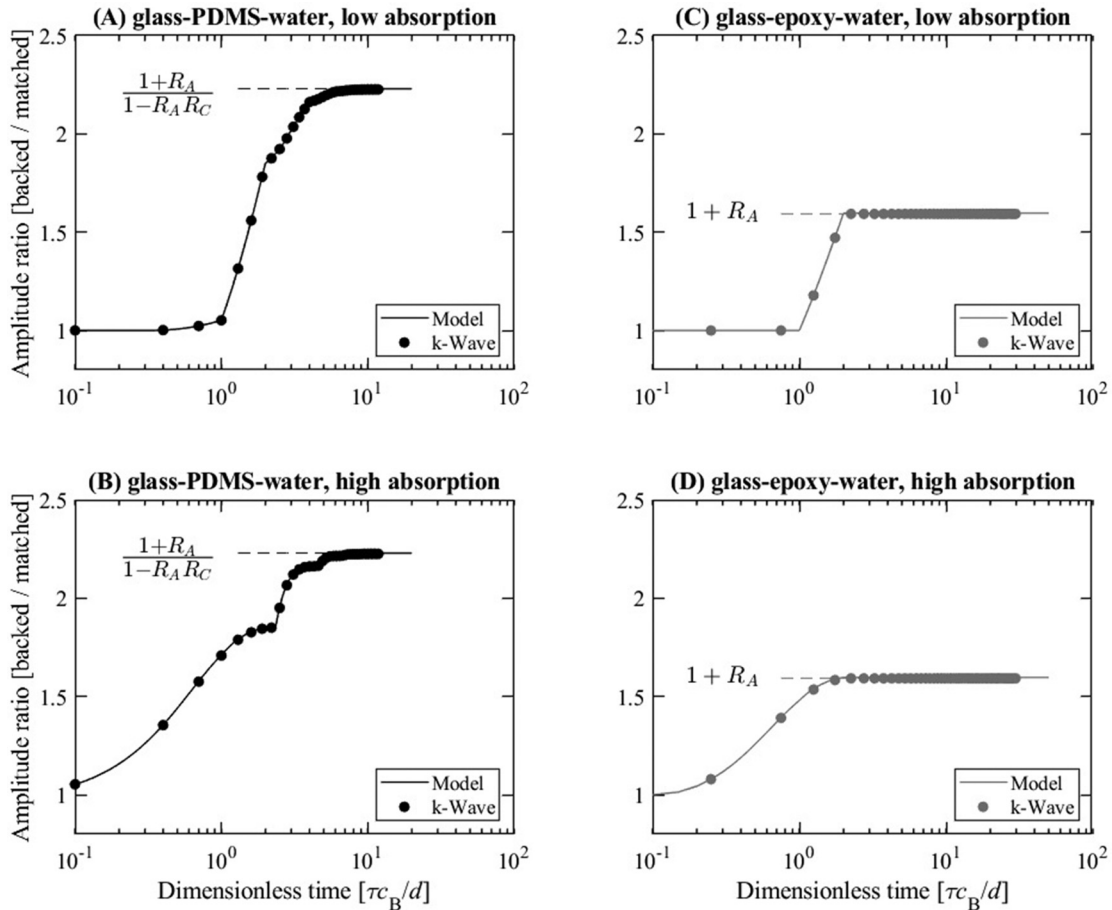 (A) glass-PDMS-water, low absorption
Amplitude ratio [backed / matched]
2.5
2
1.5
1
1+R_A
1−R_A R_C
Model
k-Wave
10^-1
10^0
10^1
10^2
(C) glass-epoxy-water, low absorption
2.5
2
1.5
1
1 + R_A
Model
k-Wave
10^-1
10^0
10^1
10^2
(B) glass-PDMS-water, high absorption
Amplitude ratio [backed / matched]
2.5
2
1.5
1
1+R_A
1−R_A R_C
Model
k-Wave
10^-1
10^0
10^1
10^2
Dimensionless time [τc_B/d]
(D) glass-epoxy-water, high absorption
2.5
2
1.5
1
1 + R_A
Model
k-Wave
10^-1
10^0
10^1
10^2
Dimensionless time [τc_B/d]